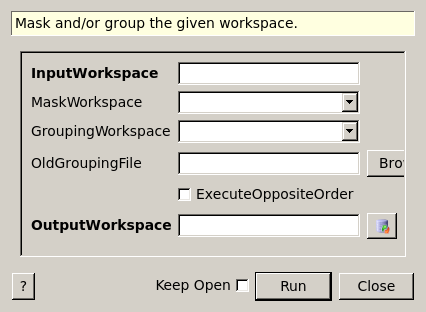 Mask and/or group the given workspace.
InputWorkspace
MaskWorkspace
GroupingWorkspace
OldGroupingFile Bro
ExecuteOppositeOrder
OutputWorkspace
? Keep Open Run Close